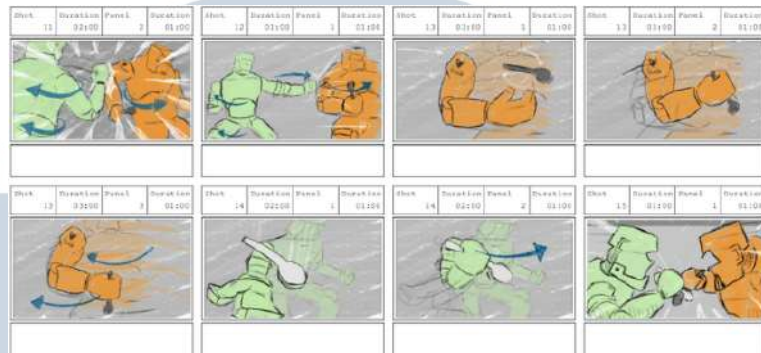 Shot Duration Panel Duration Shot Duration Panel Duration Shot Duration Panel Duration Shot Duration Panel Duration
11 02:00 2 01:00 12 01:00 1 01:00 13 03:00 1 01:00 13 03:00 2 01:00
Shot Duration Panel Duration Shot Duration Panel Duration Shot Duration Panel Duration Shot Duration Panel Duration
13 03:00 3 01:00 14 02:00 1 01:00 14 02:00 2 01:00 15 01:00 1 01:00